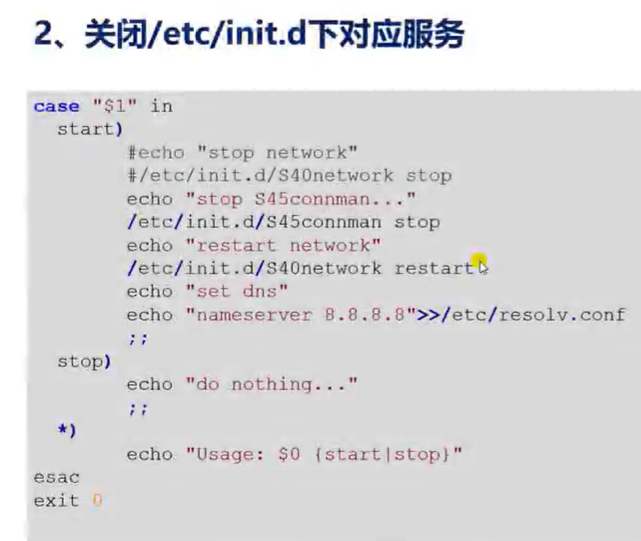 2、关闭/etc/init.d下对应服务
case "$1" in
start)
#echo "stop network"
#/etc/init.d/S40network stop
echo "stop S45connman..."
/etc/init.d/S45connman stop
echo "restart network"
/etc/init.d/S40network restart
echo "set dns"
echo "nameserver 8.8.8.8">>/etc/resolv.conf
;;
stop)
echo "do nothing..."
;;
*)
echo "Usage: $0 {start|stop}"
esac
exit 0